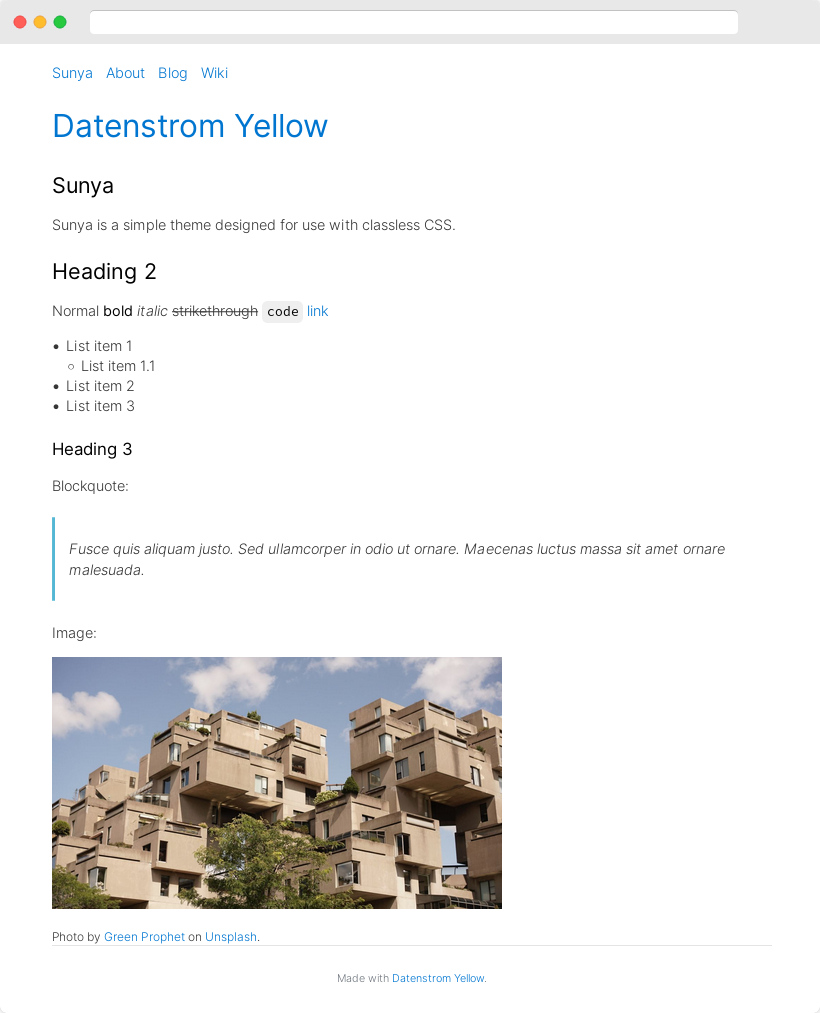 Sunya About Blog Wiki
Datenstrom Yellow
Sunya
Sunya is a simple theme designed for use with classless CSS.
Heading 2
Normal bold italic strikethrough code link
• List item 1
○ List item 1.1
• List item 2
• List item 3
Heading 3
Blockquote:
Fusce quis aliquam justo. Sed ullamcorper in odio ut ornare. Maecenas luctus massa sit amet ornare
malesuada.
Image:
Photo by Green Prophet on Unsplash.
Made with Datenstrom Yellow.